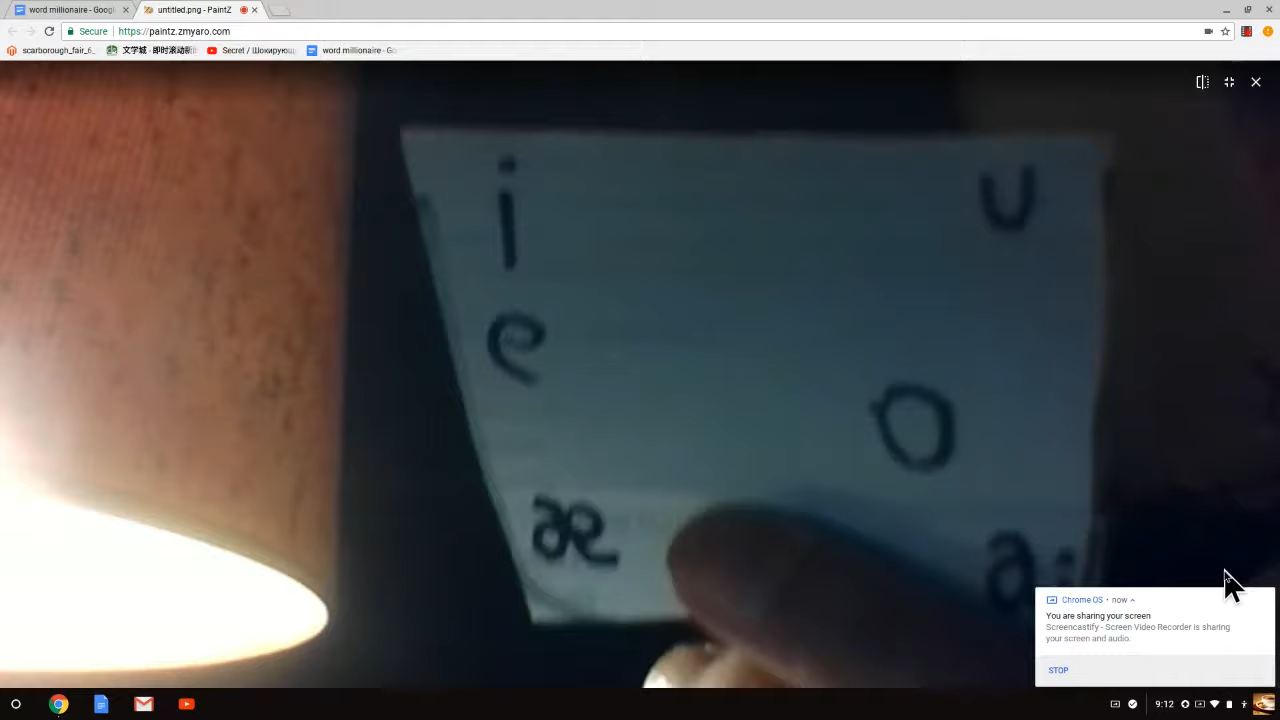 word millionaire - Googl
untitled.png - PaintZ
Secure
https://paintz.zmyaro.com
scarborough_fair_6_
文学城 - 即时滚动新
Secret / Шокирующ
word millionaire - Go
i
u
e
o
æ
a:
Chrome OS • now
You are sharing your screen
Screencastify - Screen Video Recorder is sharing
your screen and audio.
STOP
9:12